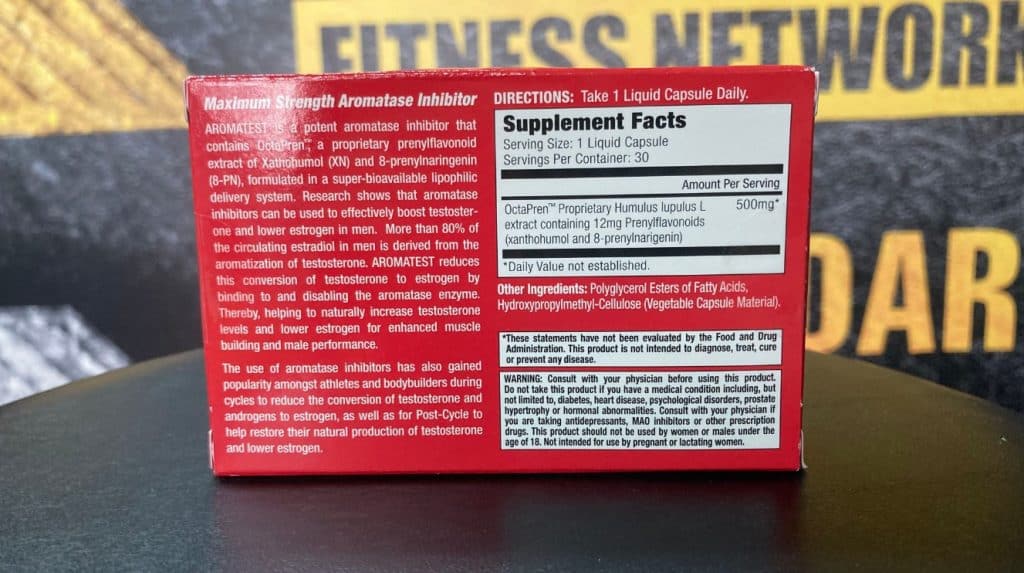 FITNESS NETWORK
DAR
Maximum Strength Aromatase Inhibitor
AROMATEST is a potent aromatase inhibitor that
contains OctaPren™, a proprietary prenylflavonoid
extract of Xathohumol (XN) and 8-prenylnaringenin
(8-PN), formulated in a super-bioavailable lipophilic
delivery system. Research shows that aromatase
inhibitors can be used to effectively boost testoster-
one and lower estrogen in men. More than 80% of
the circulating estradiol in men is derived from the
aromatization of testosterone. AROMATEST reduces
this conversion of testosterone to estrogen by
binding to and disabling the aromatase enzyme.
Thereby, helping to naturally increase testosterone
levels and lower estrogen for enhanced muscle
building and male performance.
The use of aromatase inhibitors has also gained
popularity amongst athletes and bodybuilders during
cycles to reduce the conversion of testosterone and
androgens to estrogen, as well as for Post-Cycle to
help restore their natural production of testosterone
and lower estrogen.
DIRECTIONS: Take 1 Liquid Capsule Daily.
Supplement Facts
Serving Size: 1 Liquid Capsule
Servings Per Container: 30
Amount Per Serving
OctaPren™ Proprietary Humulus lupulus L 500mg*
extract containing 12mg Prenylflavonoids
(xanthohumol and 8-prenylnarigenin)
*Daily Value not established.
Other Ingredients: Polyglycerol Esters of Fatty Acids,
Hydroxypropylmethyl-Cellulose (Vegetable Capsule Material).
*These statements have not been evaluated by the Food and Drug
Administration. This product is not intended to diagnose, treat, cure
or prevent any disease.
WARNING: Consult with your physician before using this product.
Do not take this product if you have a medical condition including, but
not limited to, diabetes, heart disease, psychological disorders, prostate
hypertrophy or hormonal abnormalities. Consult with your physician if
you are taking antidepressants, MAO inhibitors or other prescription
drugs. This product should not be used by women or males under the
age of 18. Not intended for use by pregnant or lactating women.